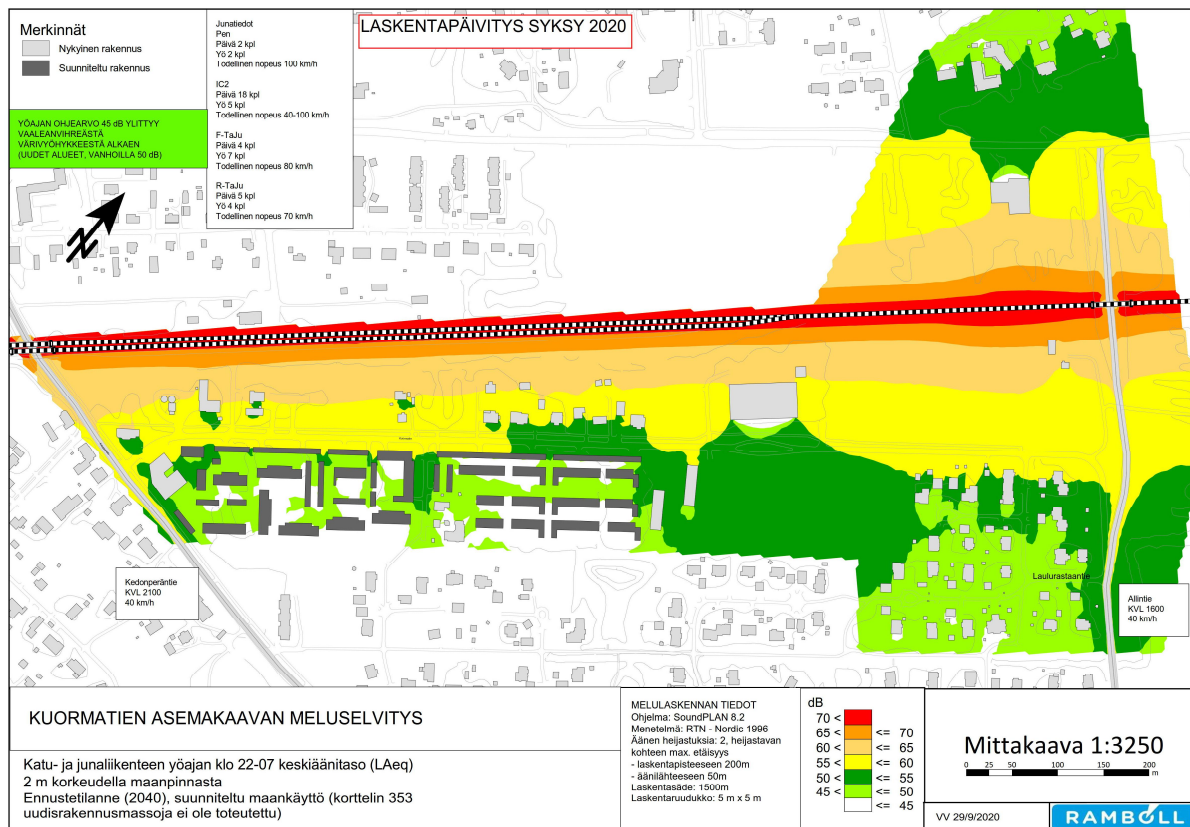 Merkinnät
Nykyinen rakennus
Suunniteltu rakennus
YÖAJAN OHJEARVO 45 dB YLITTYY
VAALEANVIHREÄSTÄ
VÄRIVYÖHYKKEESTÄ ALKAEN
(UUDET ALUEET, VANHOILLA 50 dB)
Junatiedot
Pen
Päivä 2 kpl
Yö 2 kpl
Todellinen nopeus 100 km/h
IC2
Päivä 18 kpl
Yö 5 kpl
Todellinen nopeus 40-100 km/h
F-TaJu
Päivä 4 kpl
Yö 7 kpl
Todellinen nopeus 80 km/h
R-TaJu
Päivä 5 kpl
Yö 4 kpl
Todellinen nopeus 70 km/h
LASKENTAPÄIVITYS SYKSY 2020
Kedonperäntie
KVL 2100
40 km/h
Laulurastaantie
Allintie
KVL 1600
40 km/h
KUORMATIEN ASEMAKAAVAN MELUSELVITYS
Katu- ja junaliikenteen yöajan klo 22-07 keskiäänitaso (LAeq)
2 m korkeudella maanpinnasta
Ennustetilanne (2040), suunniteltu maankäyttö (korttelin 353
uudisrakennusmassoja ei ole toteutettu)
MELULASKENNAN TIEDOT
Ohjelma: SoundPLAN 8.2
Menetelmä: RTN - Nordic 1996
Äänen heijastuksia: 2, heijastavan
kohteen max. etäisyys
- laskentapisteeseen 200m
- äänilähteeseen 50m
Laskentasäde: 1500m
Laskentaruudukko: 5 m x 5 m
dB
70 <
65 < <= 70
60 < <= 65
55 < <= 60
50 < <= 55
45 < <= 50
<= 45
Mittakaava 1:3250
0 25 50 100 150 200
m
VV 29/9/2020
RAMBOLL